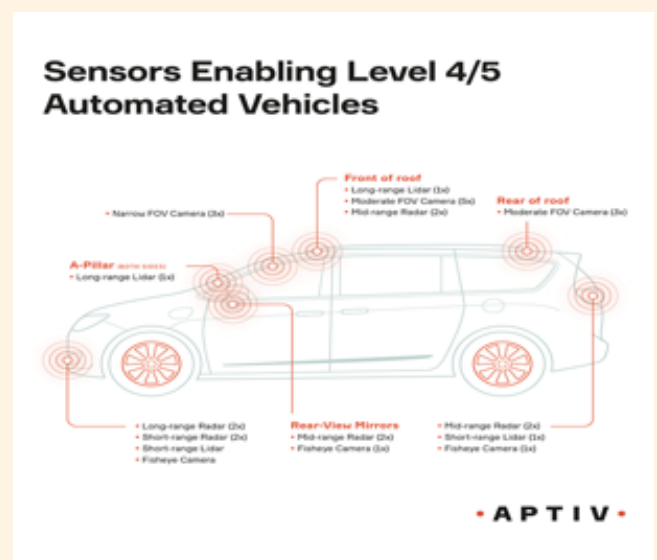 Sensors Enabling Level 4/5
Automated Vehicles
Front of roof
• Long-range Lidar (1x)
• Moderate FOV Camera (5x)
• Mid-range Radar (2x)
Rear of roof
• Moderate FOV Camera (3x)
• Narrow FOV Camera (3x)
A-Pillar (BOTH SIDES)
• Long-range Lidar (1x)
• Long-range Radar (2x)
• Short-range Radar (2x)
• Short-range Lidar
• Fisheye Camera
Rear-View Mirrors
• Mid-range Radar (2x)
• Fisheye Camera (1x)
• Mid-range Radar (2x)
• Short-range Lidar (1x)
• Fisheye Camera (1x)
• APTIV •